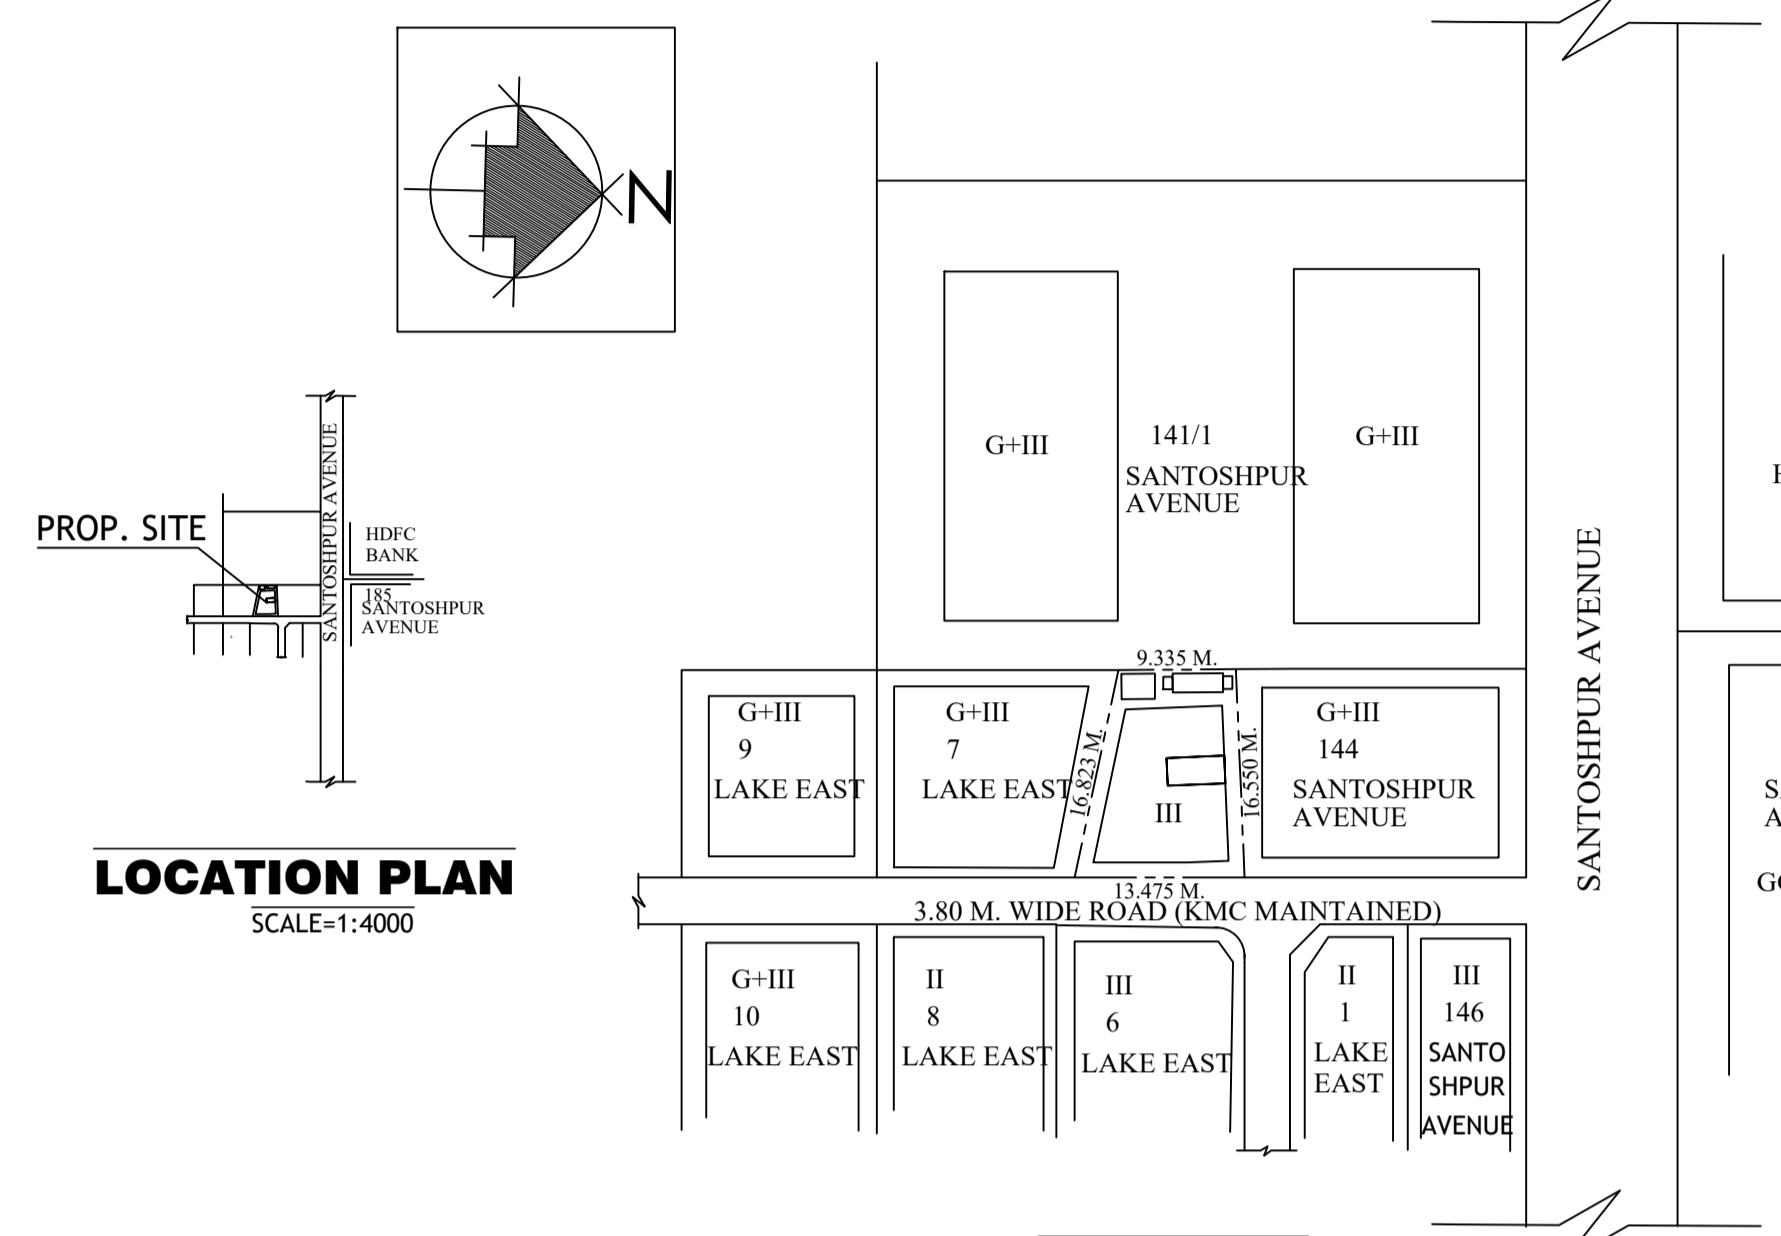 N
PROP. SITE
SANTOSHPUR AVENUE
HDFC
BANK
185
SANTOSHPUR
AVENUE
LOCATION PLAN
SCALE=1:4000
G+III
141/1
SANTOSHPUR
AVENUE
G+III
SANTOSHPUR AVENUE
9.335 M.
G+III
9
LAKE EAST
G+III
7
LAKE EAST
16.823 M.
III
16.550 M.
G+III
144
SANTOSHPUR
AVENUE
13.475 M.
3.80 M. WIDE ROAD (KMC MAINTAINED)
G+III
10
LAKE EAST
II
8
LAKE EAST
III
6
LAKE EAST
II
1
LAKE
EAST
III
146
SANTO
SHPUR
AVENUE